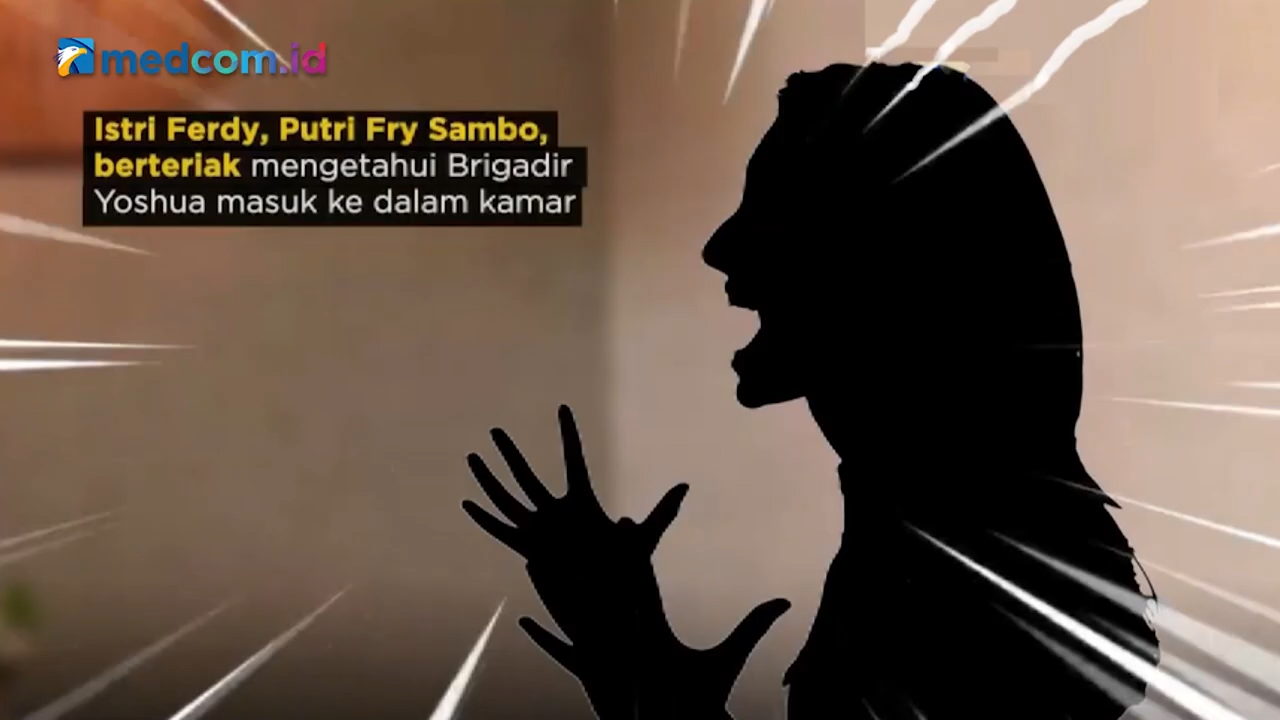 medcom.id
Istri Ferdy, Putri Fry Sambo,
berteriak mengetahui Brigadir
Yoshua masuk ke dalam kamar